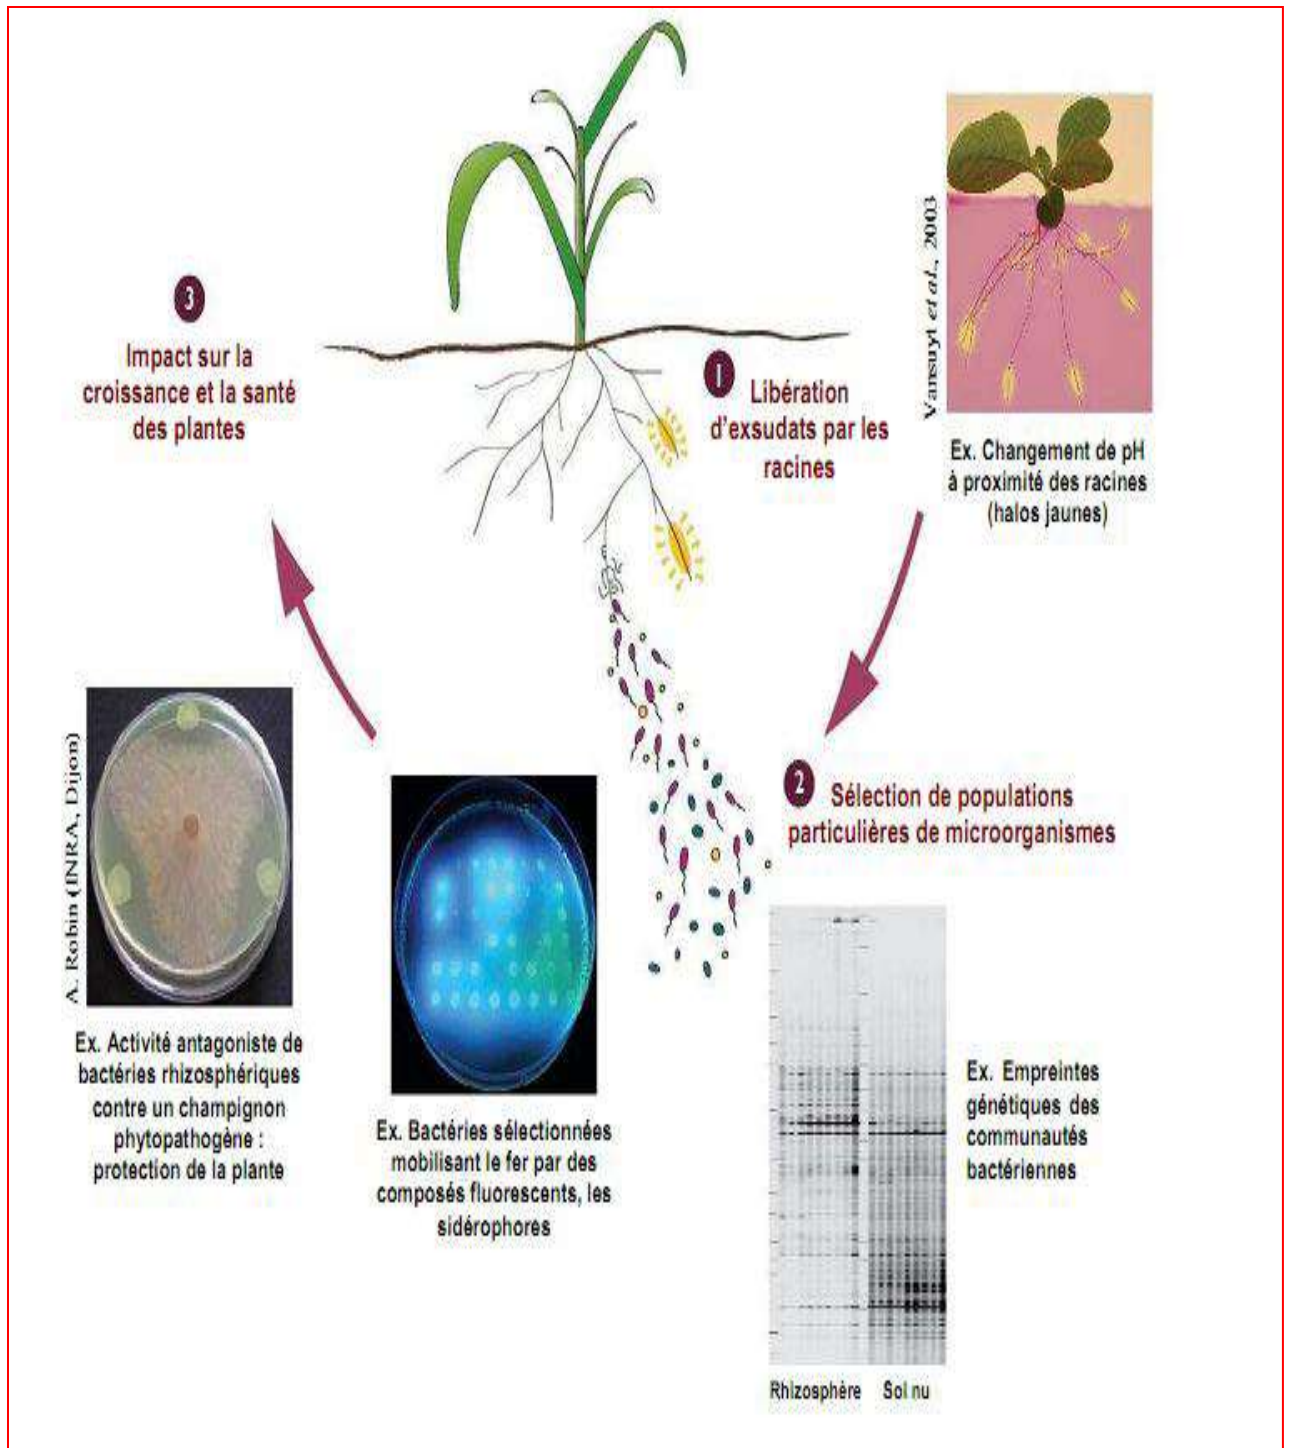 Vansuyt et al., 2003
1
Libération
d'exsudats par les
racines
Ex. Changement de pH
à proximité des racines
(halos jaunes)
2
Sélection de populations
particulières de microorganismes
Ex. Empreintes
génétiques des
communautés
bactériennes
Rhizosphère Sol nu
Ex. Bactéries sélectionnées
mobilisant le fer par des
composés fluorescents, les
sidérophores
3
Impact sur la
croissance et la santé
des plantes
A. Robin (INRA, Dijon)
Ex. Activité antagoniste de
bactéries rhizosphériques
contre un champignon
phytopathogène :
protection de la plante